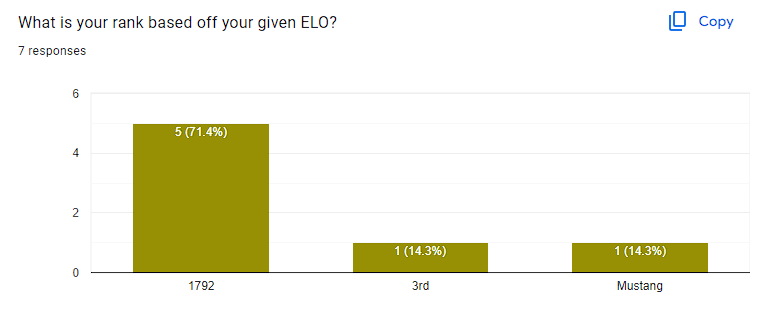 What is your rank based off your given ELO?
Copy
7 responses
6
4
2
0
5 (71.4%)
1 (14.3%)
1 (14.3%)
1792
3rd
Mustang